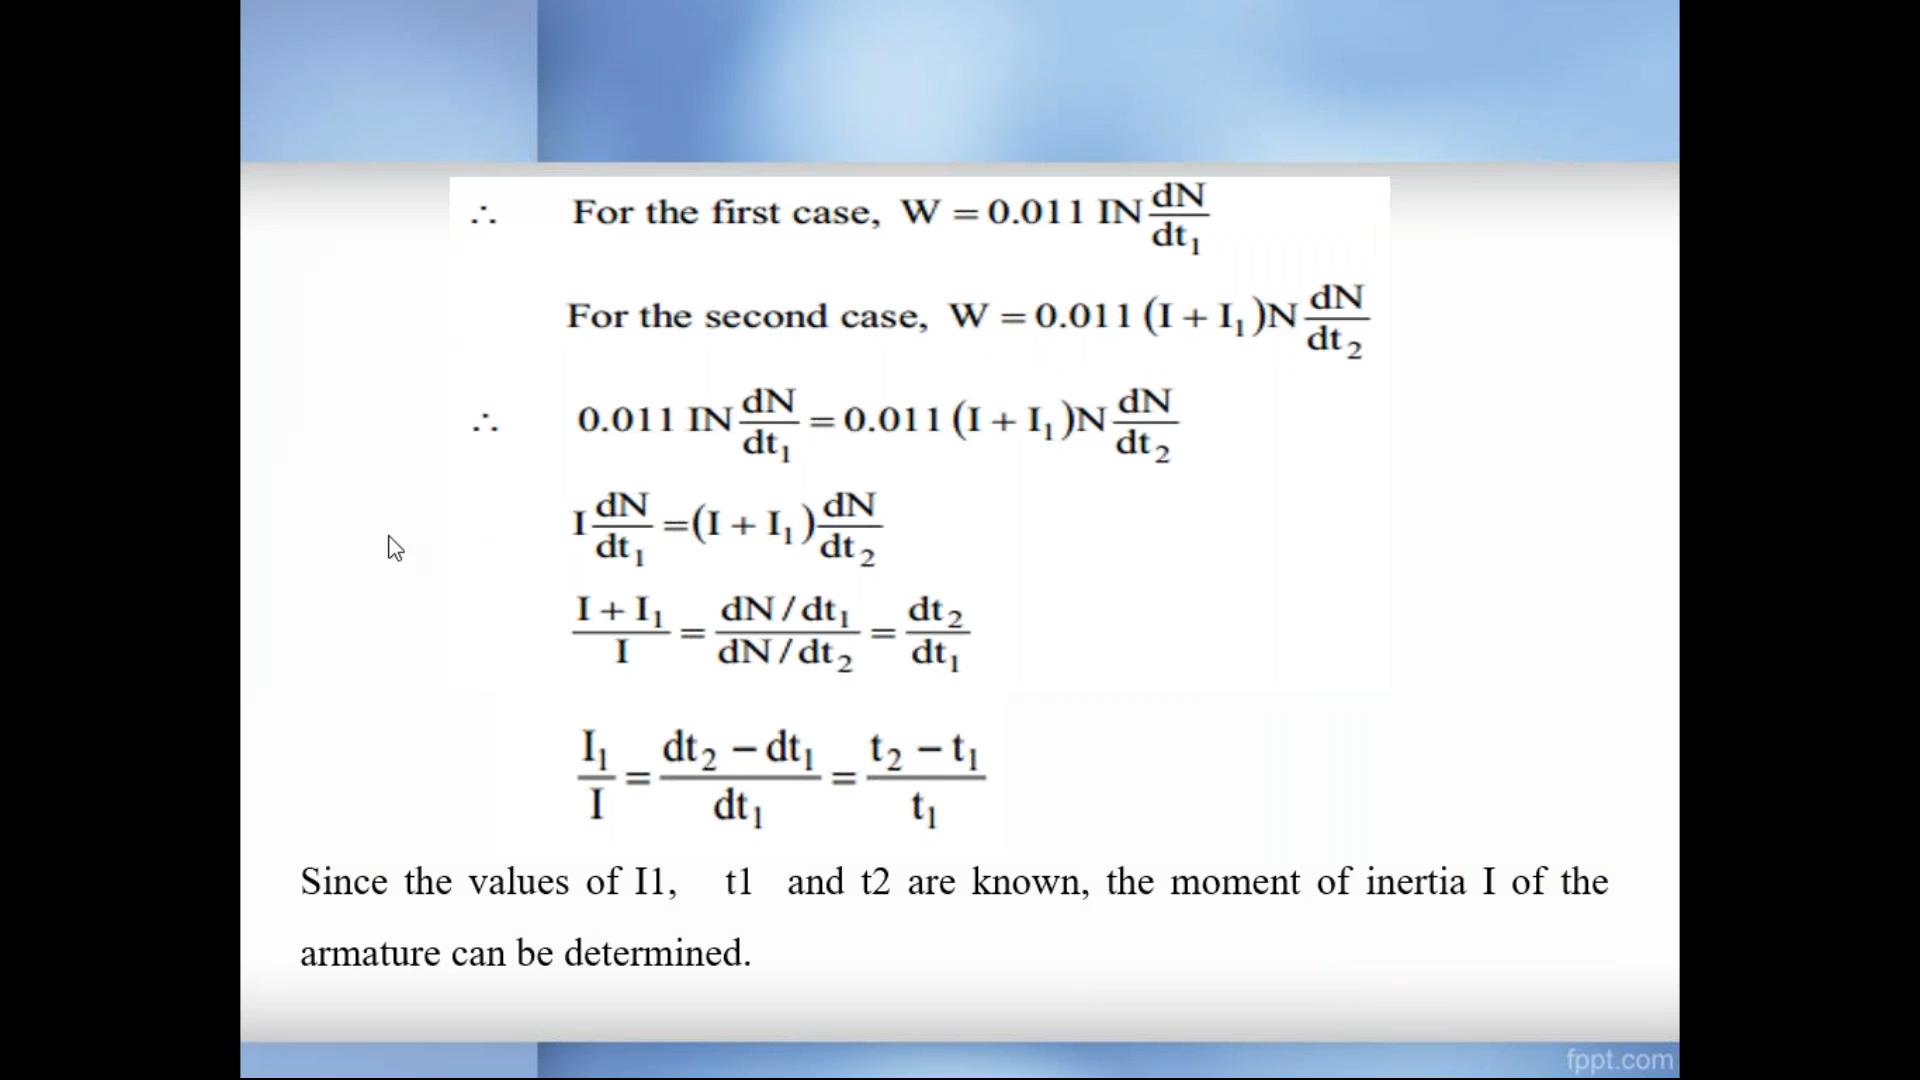 ∴ For the first case, W = 0.011 IN dN/dt₁
For the second case, W = 0.011 (I + I₁)N dN/dt₂
∴ 0.011 IN dN/dt₁ = 0.011 (I + I₁)N dN/dt₂
I dN/dt₁ =(I + I₁) dN/dt₂
(I + I₁)/I = (dN/dt₁)/(dN/dt₂) = dt₂/dt₁
I₁/I = (dt₂ − dt₁)/dt₁ = (t₂ − t₁)/t₁
Since the values of I1, t1 and t2 are known, the moment of inertia I of the
armature can be determined.
fppt.com